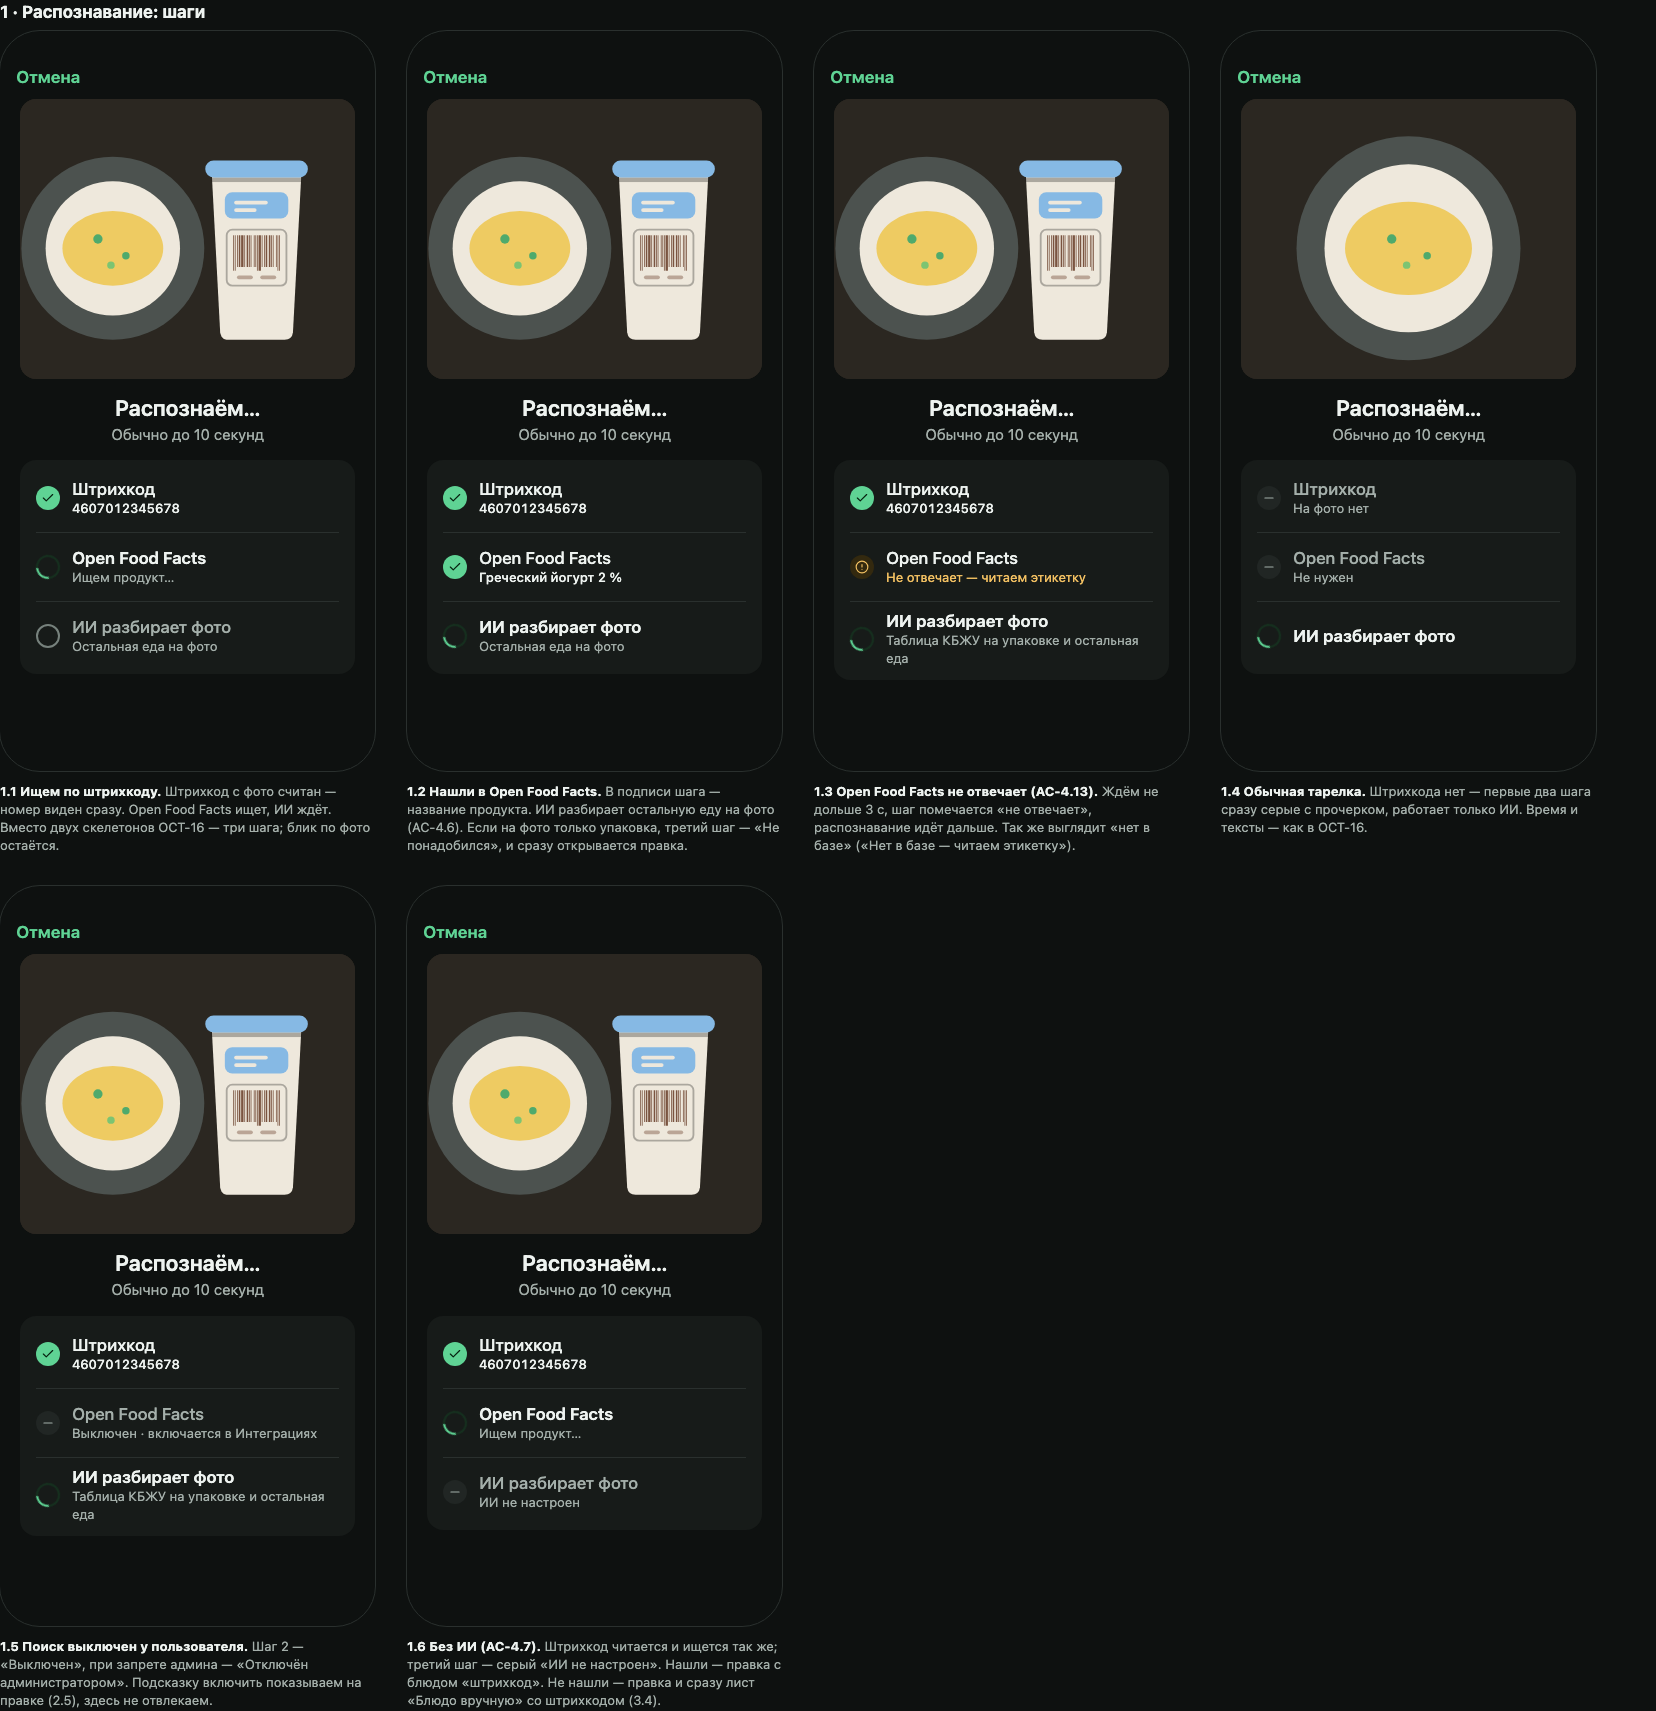 1 · Распознавание: шаги
Отмена
Распознаём...
Обычно до 10 секунд
Штрихкод
4607012345678
Open Food Facts
Ищем продукт...
ИИ разбирает фото
Остальная еда на фото
1.1 Ищем по штрихкоду. Штрихкод с фото считан —
номер виден сразу. Open Food Facts ищет, ИИ ждёт.
Вместо двух скелетонов ОСТ-16 — три шага; блик по фото
остаётся.
Отмена
Распознаём...
Обычно до 10 секунд
Штрихкод
4607012345678
Open Food Facts
Греческий йогурт 2 %
ИИ разбирает фото
Остальная еда на фото
1.2 Нашли в Open Food Facts. В подписи шага —
название продукта. ИИ разбирает остальную еду на фото
(АС-4.6). Если на фото только упаковка, третий шаг — «Не
понадобился», и сразу открывается правка.
Отмена
Распознаём...
Обычно до 10 секунд
Штрихкод
4607012345678
Open Food Facts
Не отвечает — читаем этикетку
ИИ разбирает фото
Таблица КБЖУ на упаковке и остальная
еда
1.3 Open Food Facts не отвечает (АС-4.13). Ждём не
дольше 3 с, шаг помечается «не отвечает»,
распознавание идёт дальше. Так же выглядит «нет в
базе» («Нет в базе — читаем этикетку»).
Отмена
Распознаём...
Обычно до 10 секунд
Штрихкод
На фото нет
Open Food Facts
Не нужен
ИИ разбирает фото
1.4 Обычная тарелка. Штрихкода нет — первые два шага
сразу серые с прочерком, работает только ИИ. Время и
тексты — как в ОСТ-16.
Отмена
Распознаём...
Обычно до 10 секунд
Штрихкод
4607012345678
Open Food Facts
Выключен · включается в Интеграциях
ИИ разбирает фото
Таблица КБЖУ на упаковке и остальная
еда
1.5 Поиск выключен у пользователя. Шаг 2 —
«Выключен», при запрете админа — «Отключён
администратором». Подсказку включить показываем на
правке (2.5), здесь не отвлекаем.
Отмена
Распознаём...
Обычно до 10 секунд
Штрихкод
4607012345678
Open Food Facts
Ищем продукт...
ИИ разбирает фото
ИИ не настроен
1.6 Без ИИ (АС-4.7). Штрихкод читается и ищется так же;
третий шаг — серый «ИИ не настроен». Нашли — правка с
блюдом «штрихкод». Не нашли — правка и сразу лист
«Блюдо вручную» со штрихкодом (3.4).